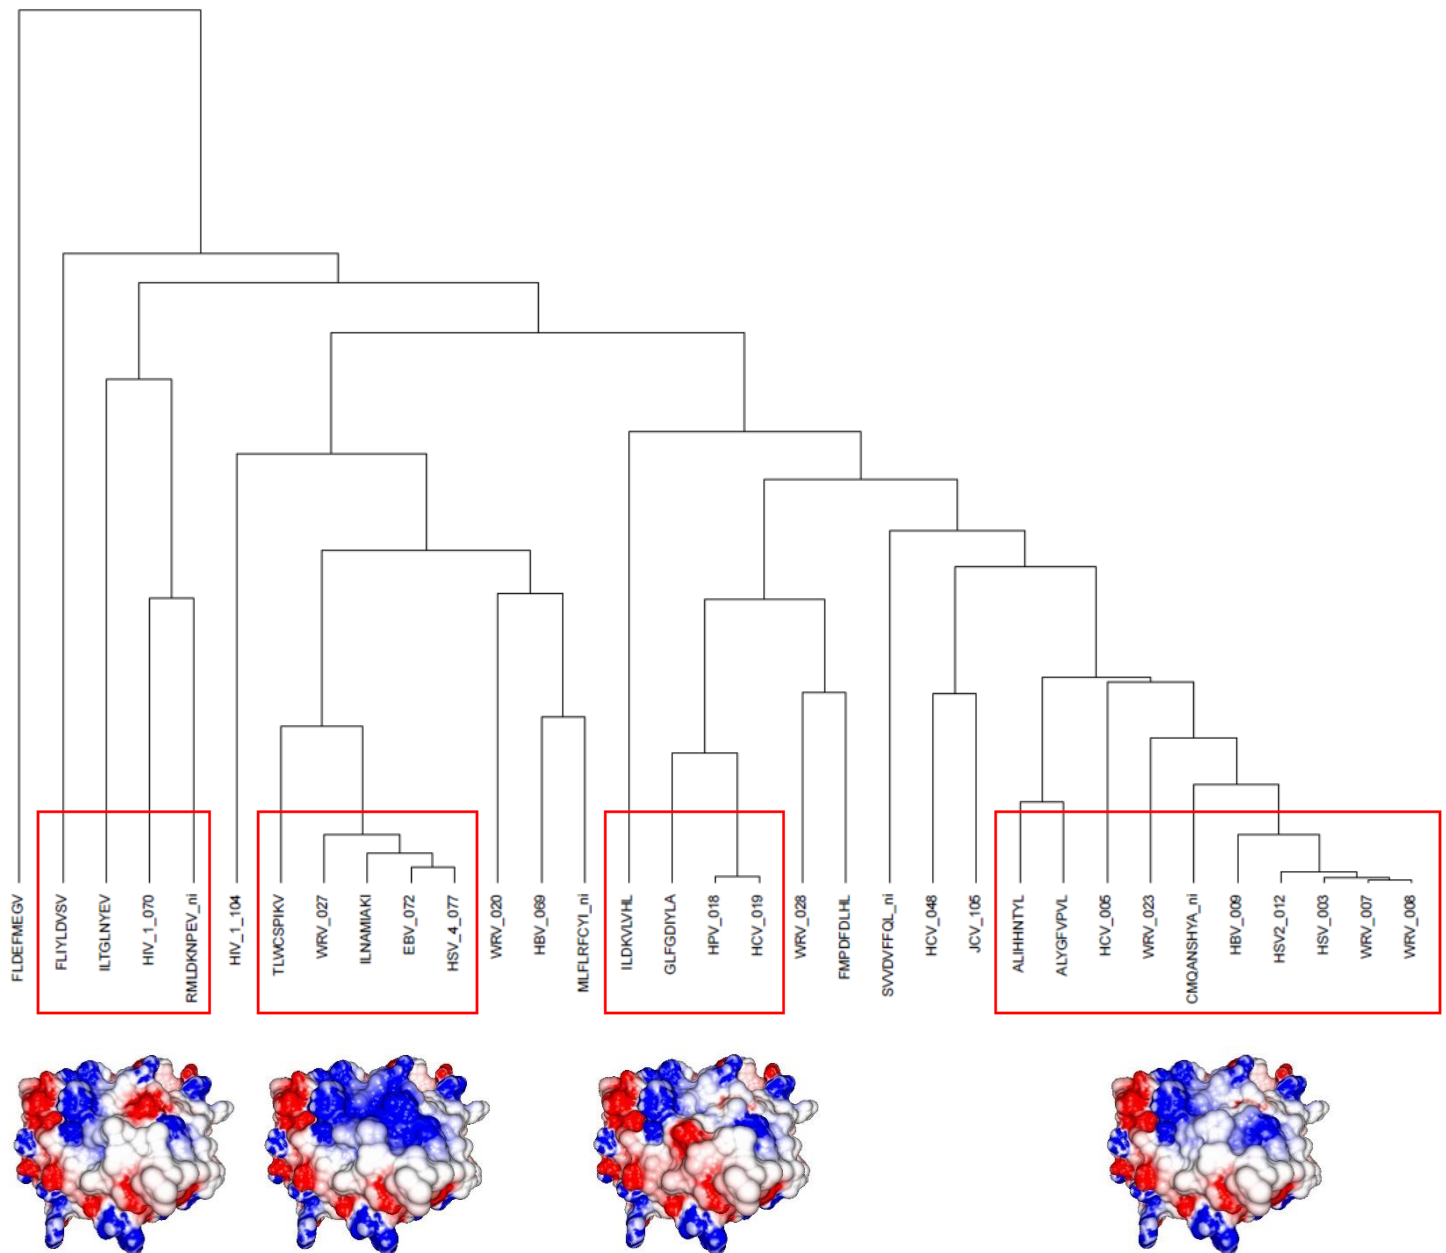 FLDEFMEGV
FLIYLDVSV
ILTGLNYEV
HIV_1_070
RMLDKNPEV_ni
HIV_1_104
TLWCSPIKV
WRV_027
ILNAMIAKI
EBV_072
HSV_4_077
WRV_020
HBV_069
MLFLRFCYI_ni
ILDKVLVHL
GLFGDIYLA
HPV_018
HCV_019
WRV_028
FMPDFDLHL
SVVDVFFQL_ni
HCV_048
JCV_105
ALIHHNTYL
ALYGFVPVL
HCV_005
WRV_023
CMQANSHYA_ni
HBV_009
HSV2_012
HSV_003
WRV_007
WRV_008